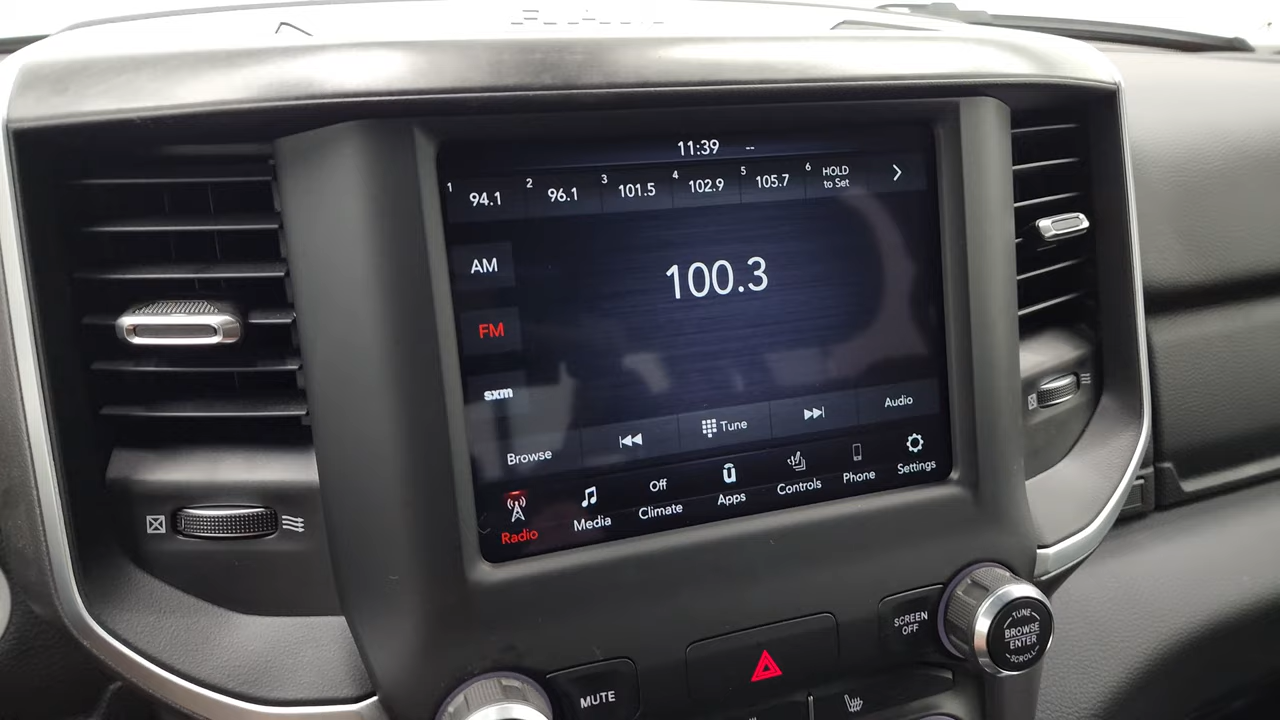 11:39 --
1 94.1 2 96.1 3 101.5 4 102.9 5 105.7 6 HOLD
to Set
AM
100.3
FM
sxm
Browse
Tune
Audio
Radio
Media
Off
Climate
Apps
Controls
Phone
Settings
SCREEN
OFF
TUNE
BROWSE
ENTER
SCROLL
MUTE